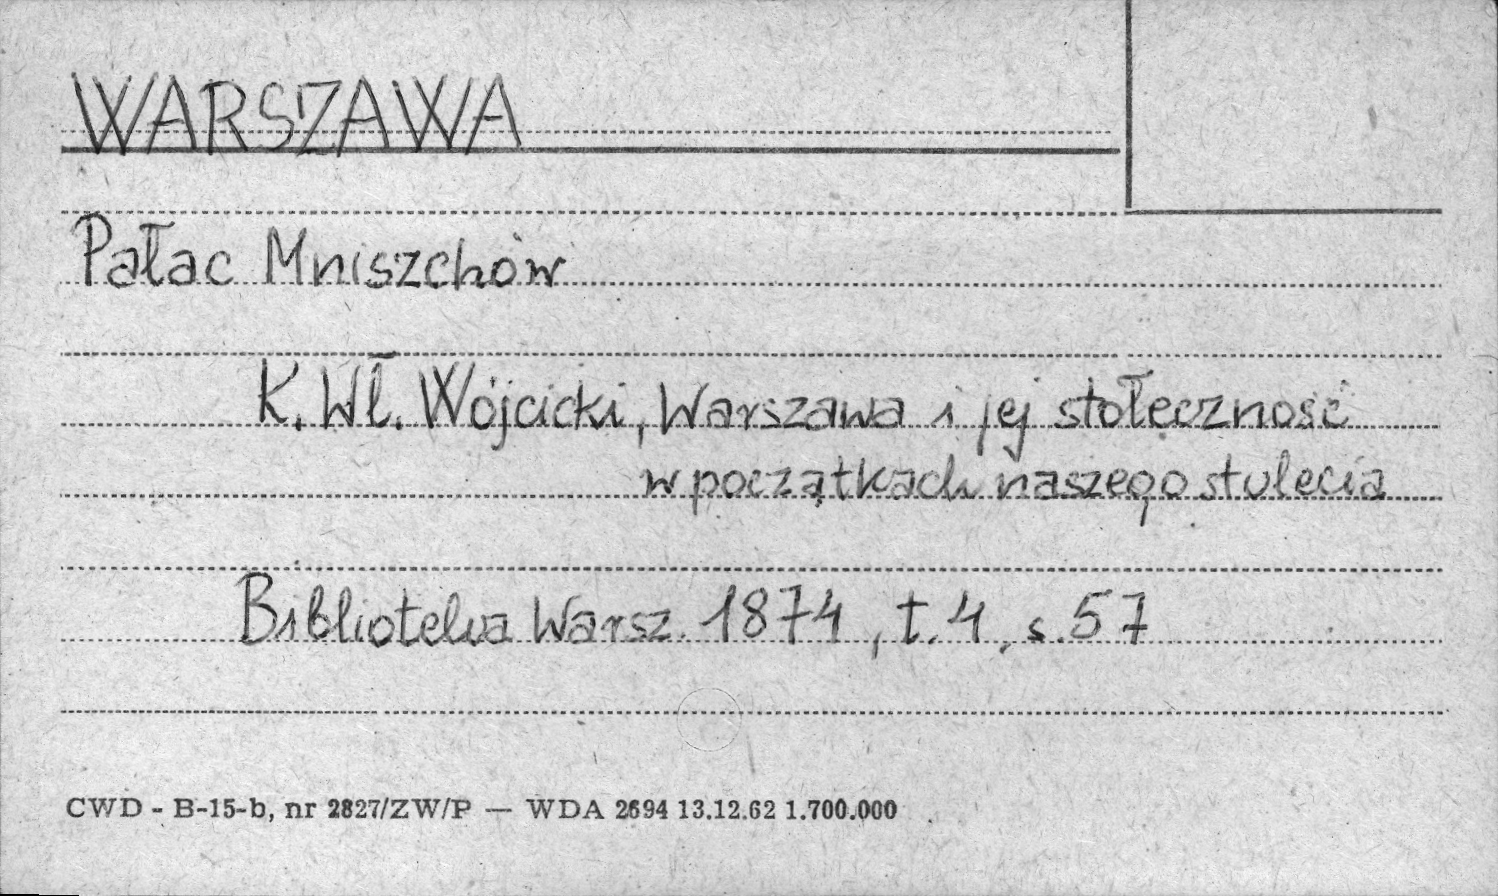 WARSZAWA
Pałac Mniszchów
K. Wł. Wójcicki, Warszawa i jej stołeczność
w początkach naszego stulecia
Biblioteka Warsz. 1874, t. 4, s. 57
CWD - B-15-b, nr 2827/ZW/P — WDA 2694 13.12.62 1.700.000